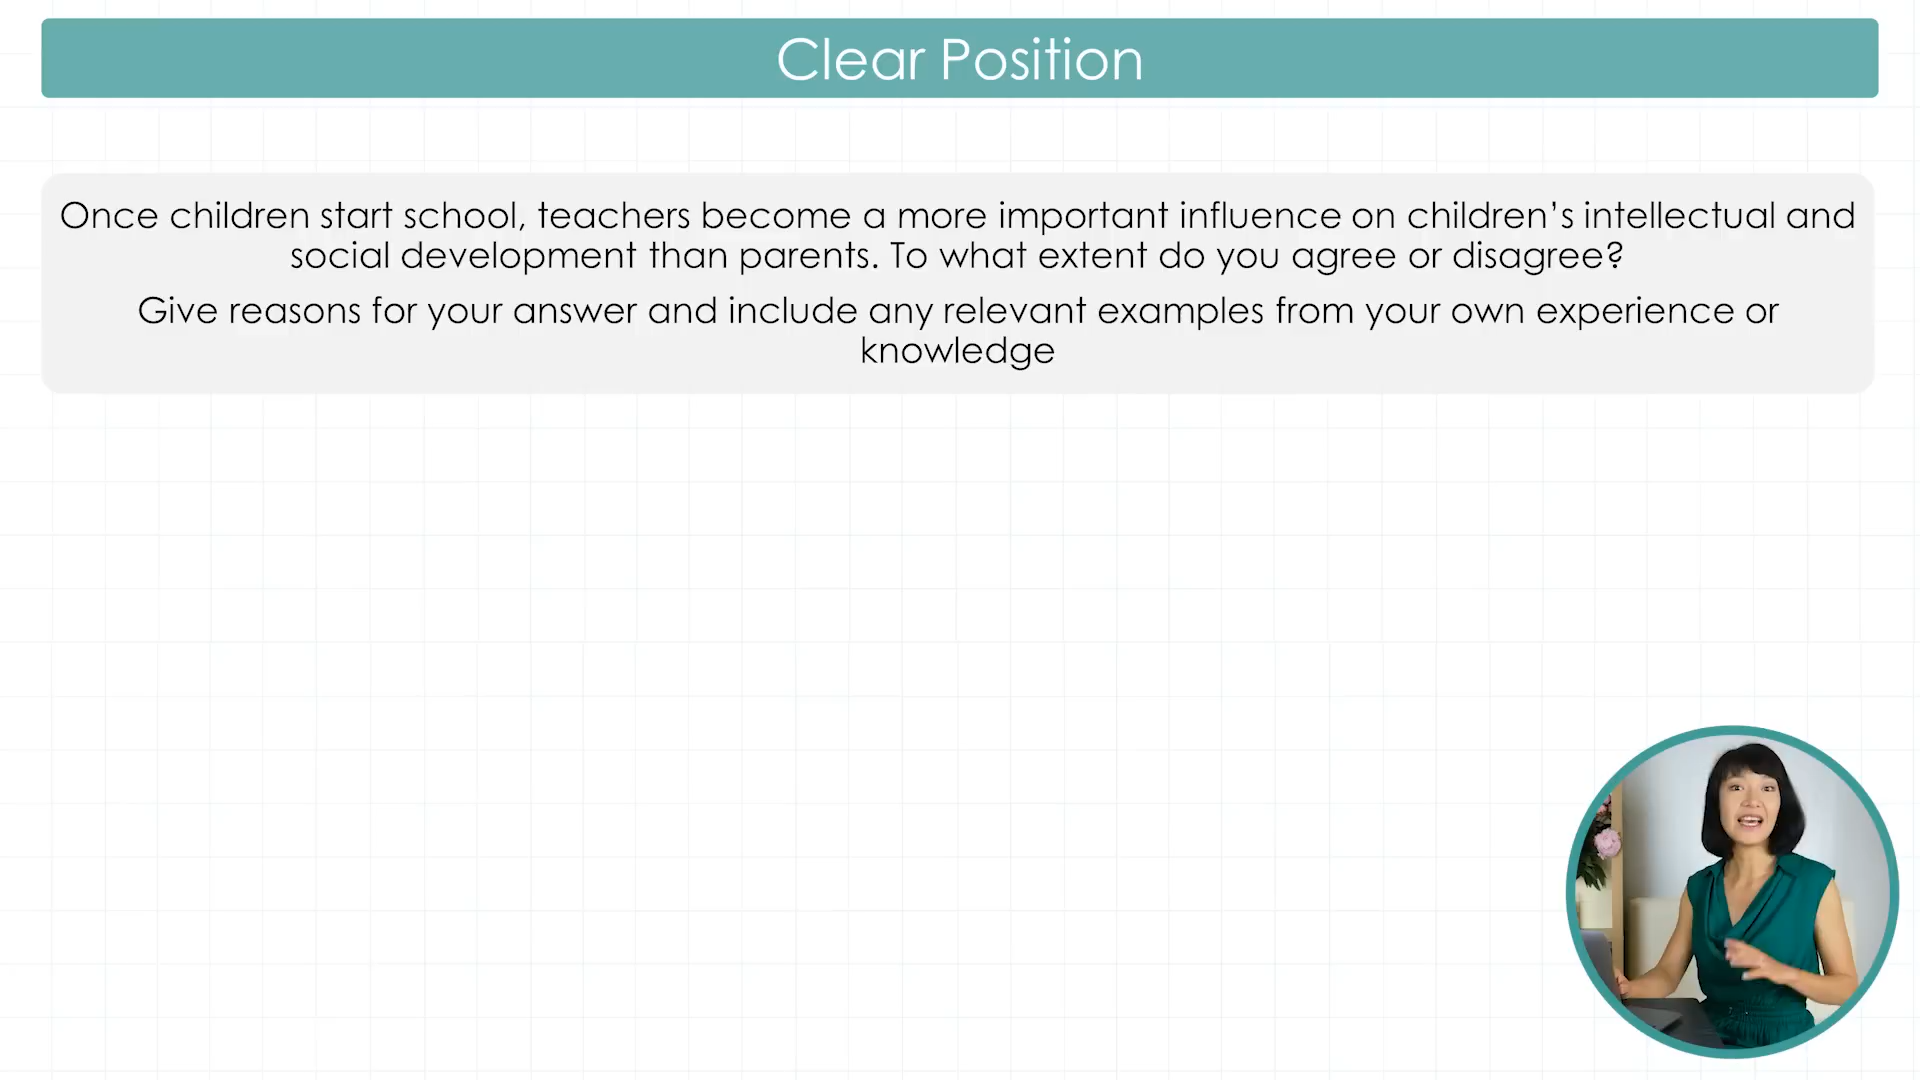 Clear Position
Once children start school, teachers become a more important influence on children’s intellectual and
social development than parents. To what extent do you agree or disagree?
Give reasons for your answer and include any relevant examples from your own experience or
knowledge